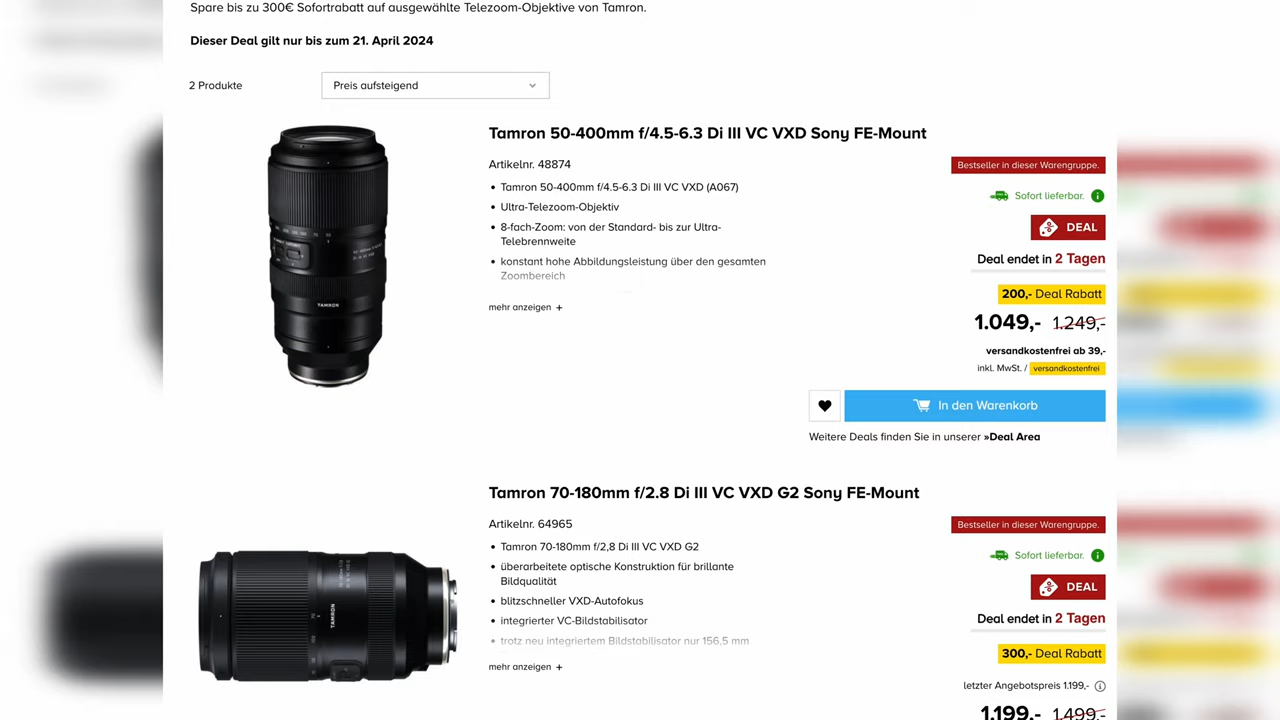 Spare bis zu 300€ Sofortrabatt auf ausgewählte Telezoom-Objektive von Tamron.
Dieser Deal gilt nur bis zum 21. April 2024
2 Produkte
Preis aufsteigend
Tamron 50-400mm f/4.5-6.3 Di III VC VXD Sony FE-Mount
Artikelnr. 48874
• Tamron 50-400mm f/4.5-6.3 Di III VC VXD (A067)
• Ultra-Telezoom-Objektiv
• 8-fach-Zoom: von der Standard- bis zur Ultra-
Telebrennweite
• konstant hohe Abbildungsleistung über den gesamten
Zoombereich
mehr anzeigen +
Bestseller in dieser Warengruppe.
Sofort lieferbar.
DEAL
Deal endet in 2 Tagen
200,- Deal Rabatt
1.049,- 1.249,-
versandkostenfrei ab 39,-
inkl. MwSt. / versandkostenfrei
In den Warenkorb
Weitere Deals finden Sie in unserer »Deal Area
TAMRON
Tamron 70-180mm f/2.8 Di III VC VXD G2 Sony FE-Mount
Artikelnr. 64965
• Tamron 70-180mm f/2,8 Di III VC VXD G2
• überarbeitete optische Konstruktion für brillante
Bildqualität
• blitzschneller VXD-Autofokus
• integrierter VC-Bildstabilisator
• trotz neu integriertem Bildstabilisator nur 156,5 mm
mehr anzeigen +
Bestseller in dieser Warengruppe.
Sofort lieferbar.
DEAL
Deal endet in 2 Tagen
300,- Deal Rabatt
letzter Angebotspreis 1.199,-
1.199,- 1.499,-
TAMRON